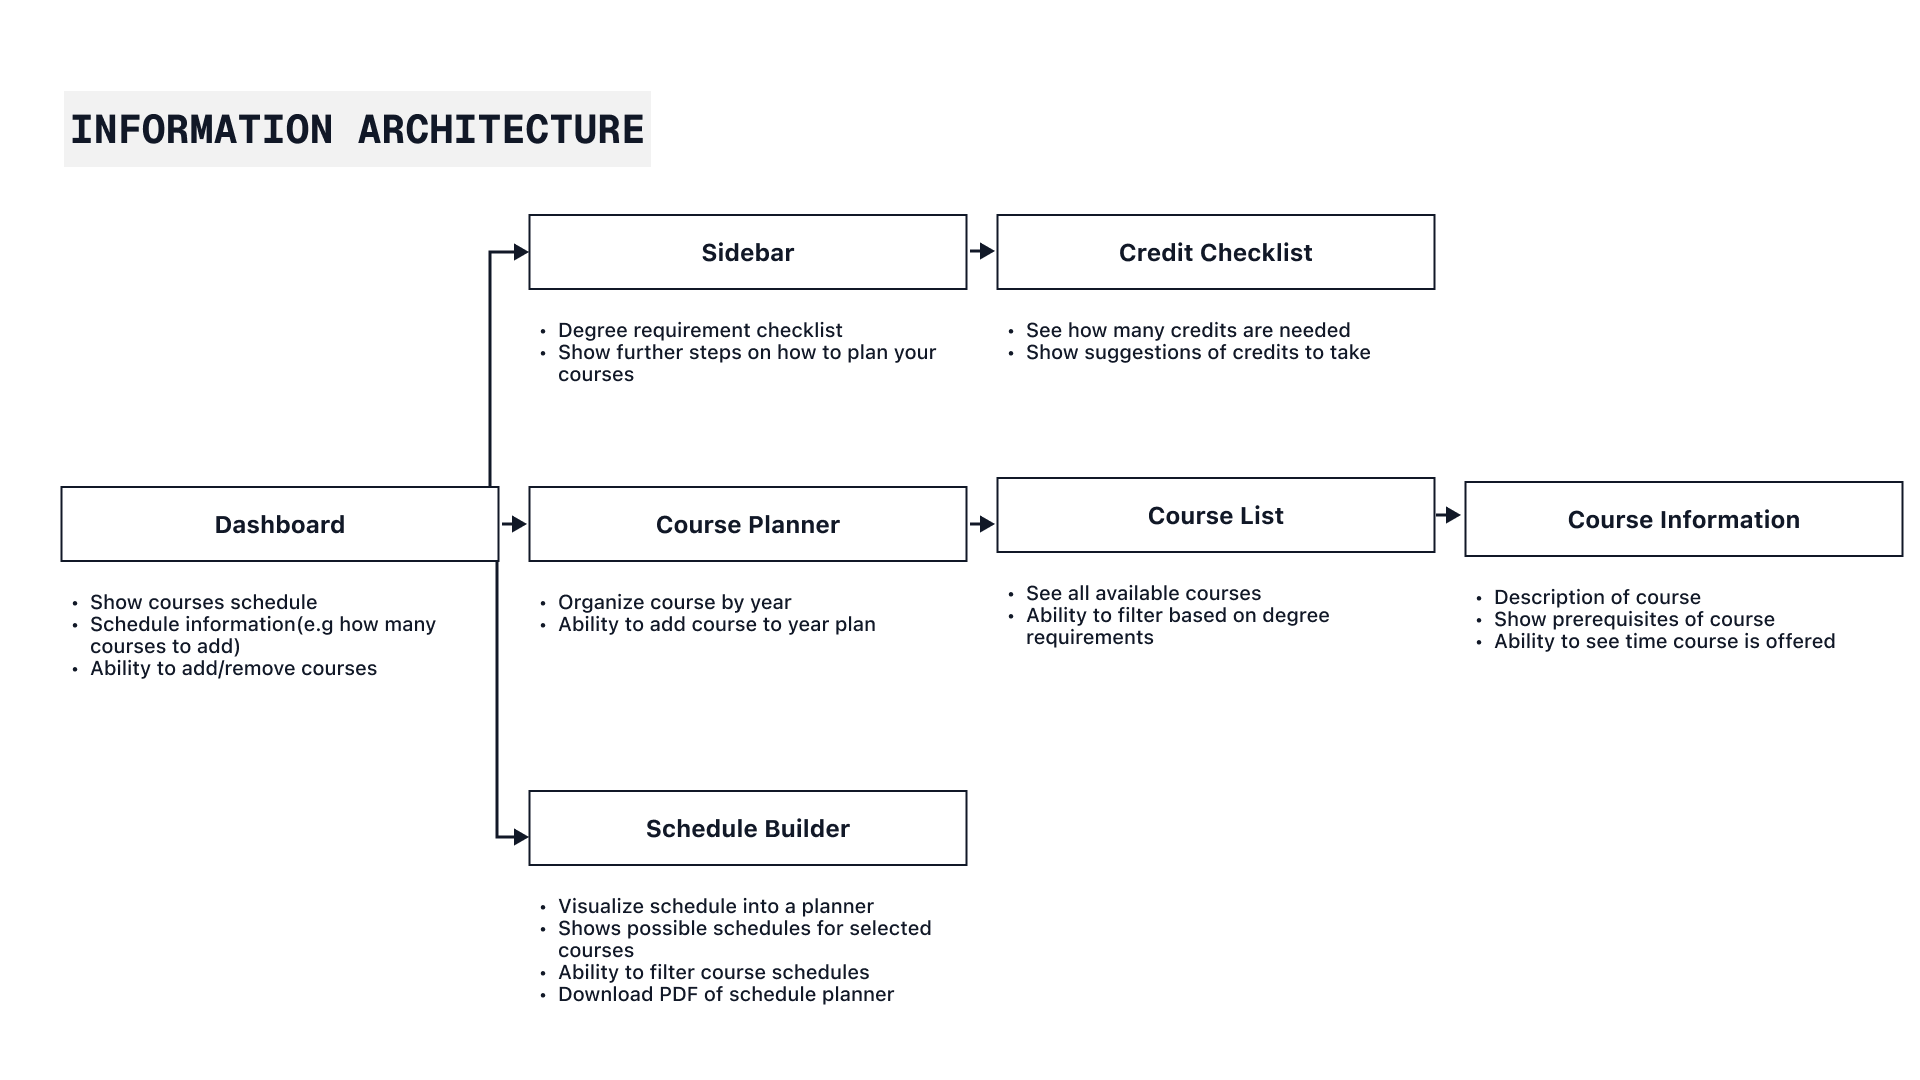 INFORMATION ARCHITECTURE
Sidebar
• Degree requirement checklist
• Show further steps on how to plan your
courses
Credit Checklist
• See how many credits are needed
• Show suggestions of credits to take
Dashboard
• Show courses schedule
• Schedule information(e.g how many
courses to add)
• Ability to add/remove courses
Course Planner
• Organize course by year
• Ability to add course to year plan
Course List
• See all available courses
• Ability to filter based on degree
requirements
Course Information
• Description of course
• Show prerequisites of course
• Ability to see time course is offered
Schedule Builder
• Visualize schedule into a planner
• Shows possible schedules for selected
courses
• Ability to filter course schedules
• Download PDF of schedule planner